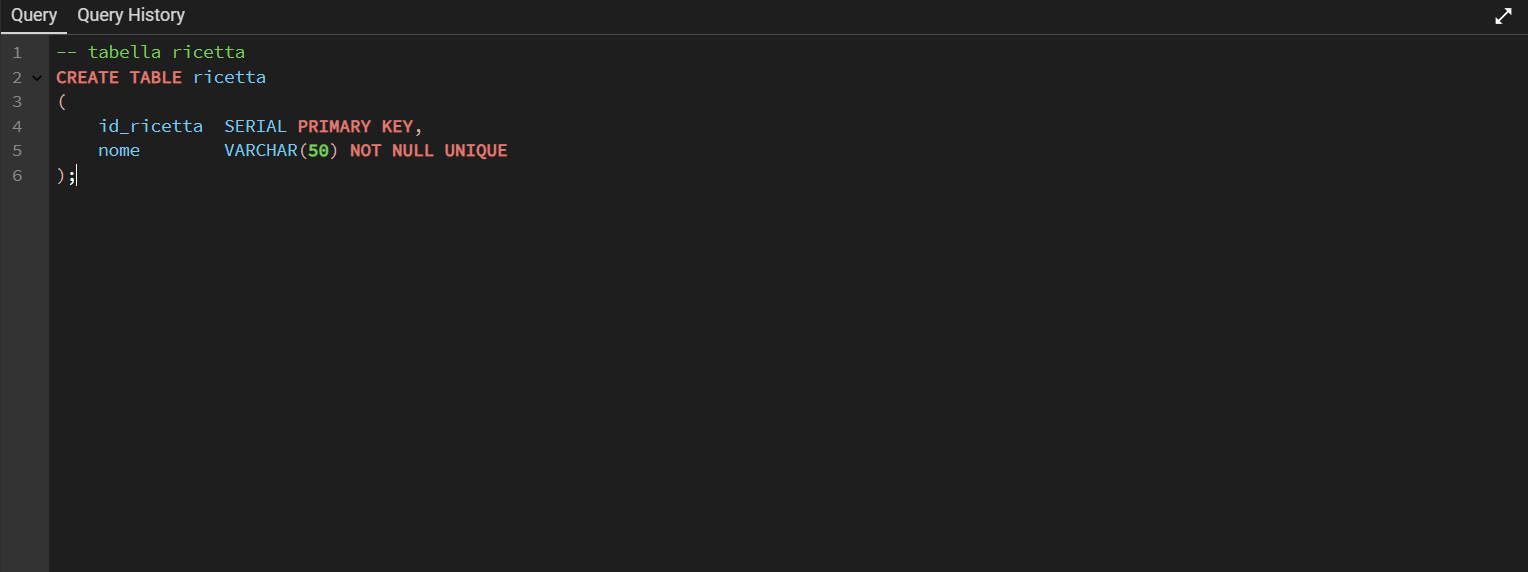 Query Query History
1 -- tabella ricetta
2 CREATE TABLE ricetta
3 (
4 id_ricetta SERIAL PRIMARY KEY,
5 nome VARCHAR(50) NOT NULL UNIQUE
6 );